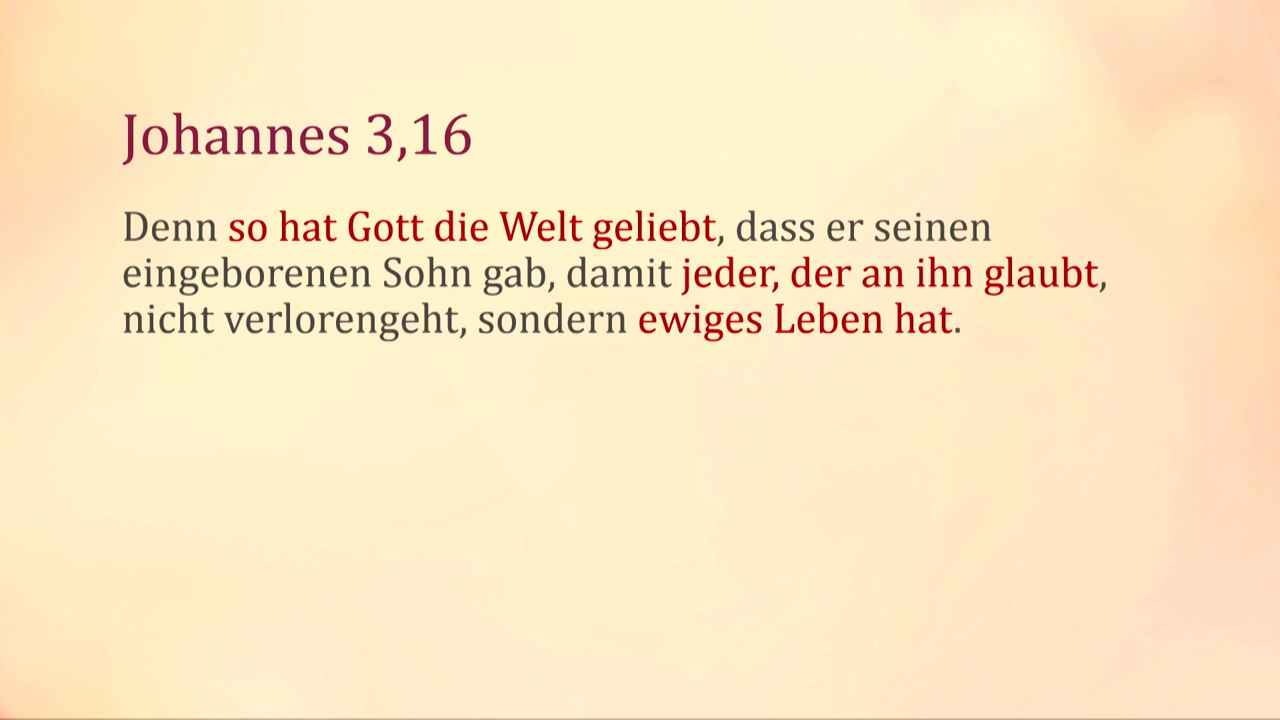 Johannes 3,16
Denn so hat Gott die Welt geliebt, dass er seinen
eingeborenen Sohn gab, damit jeder, der an ihn glaubt,
nicht verlorengeht, sondern ewiges Leben hat.